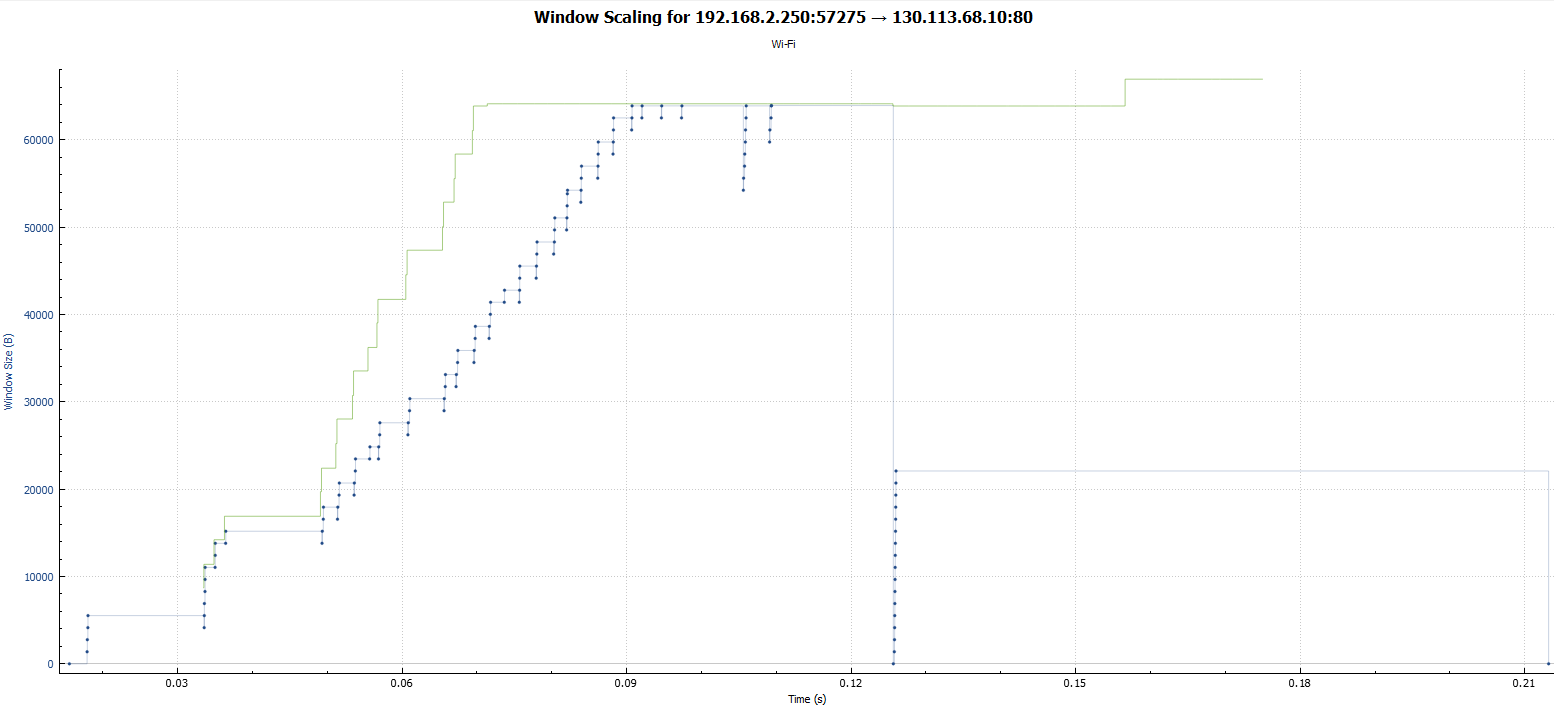 Window Scaling for 192.168.2.250:57275 → 130.113.68.10:80
Wi-Fi
Window Size (B)
60000
50000
40000
30000
20000
10000
0
0.03 0.06 0.09 0.12 0.15 0.18 0.21
Time (s)